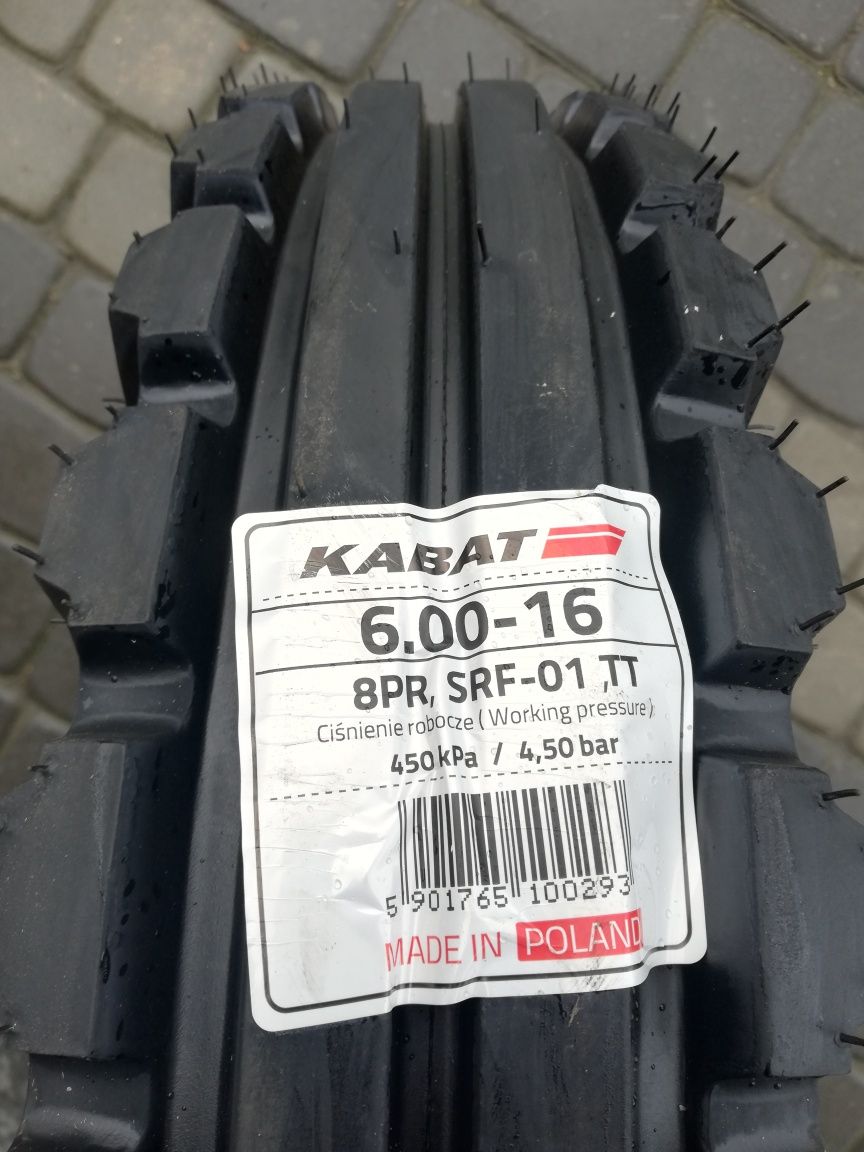 KABAT
6.00-16
8PR, SRF-01 ,TT
Ciśnienie robocze ( Working pressure )
450 kPa / 4,50 bar
5 901765 100293
MADE IN POLAND